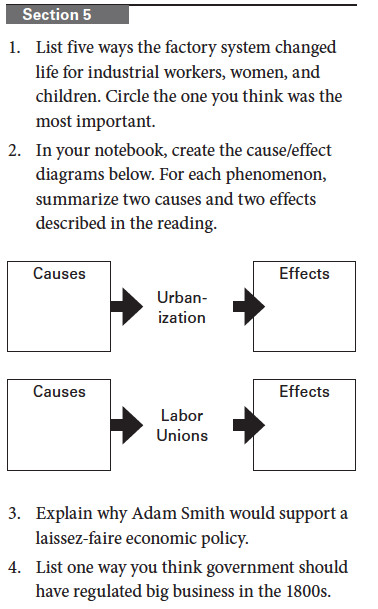 Section 5
1. List five ways the factory system changed
life for industrial workers, women, and
children. Circle the one you think was the
most important.
2. In your notebook, create the cause/effect
diagrams below. For each phenomenon,
summarize two causes and two effects
described in the reading.
Causes
Effects
Urban-
ization
Causes
Effects
Labor
Unions
3. Explain why Adam Smith would support a
laissez-faire economic policy.
4. List one way you think government should
have regulated big business in the 1800s.